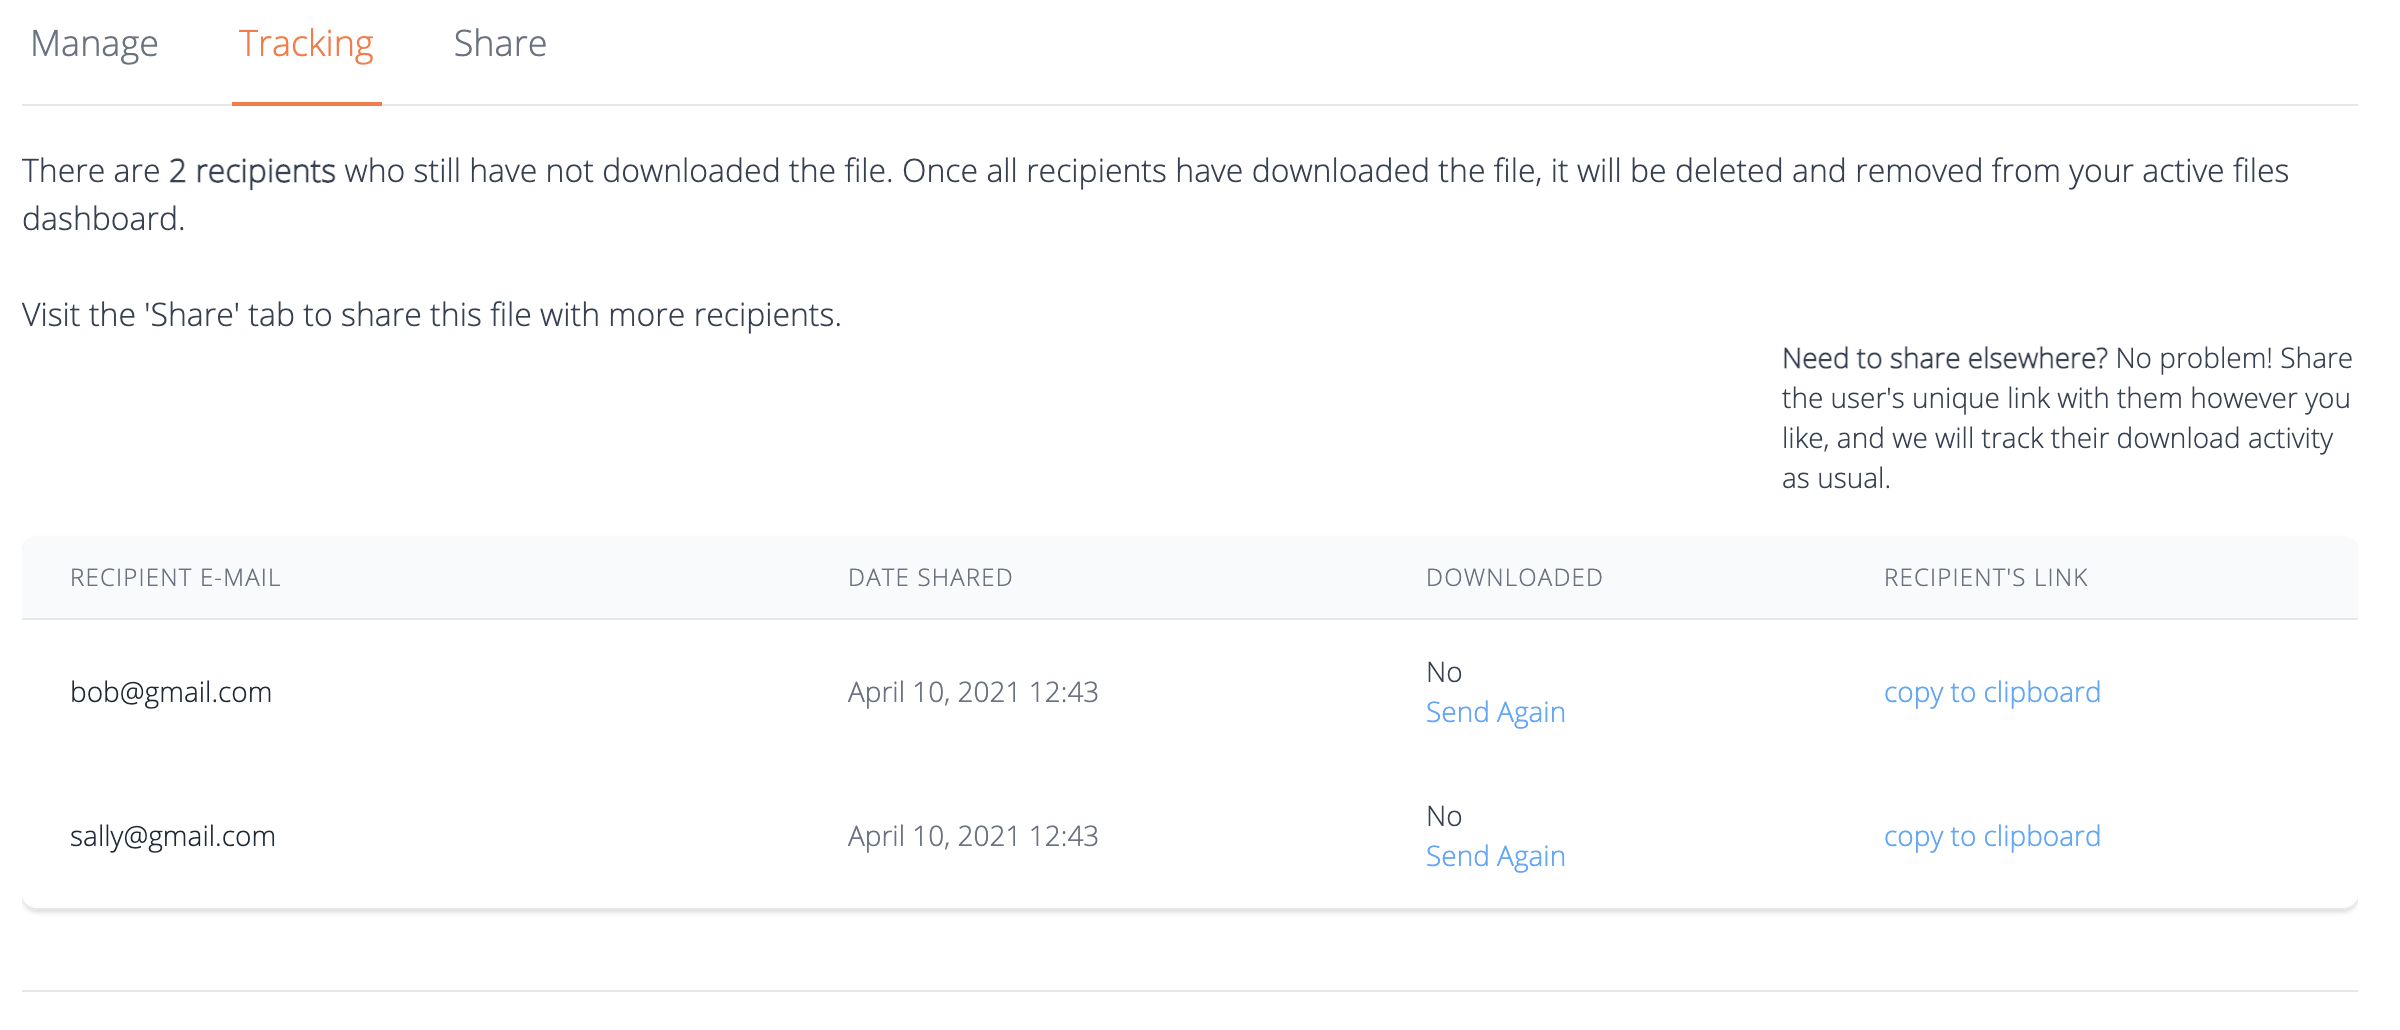 Manage Tracking Share
There are 2 recipients who still have not downloaded the file. Once all recipients have downloaded the file, it will be deleted and removed from your active files
dashboard.
Visit the 'Share' tab to share this file with more recipients.
Need to share elsewhere? No problem! Share
the user's unique link with them however you
like, and we will track their download activity
as usual.
RECIPIENT E-MAIL DATE SHARED DOWNLOADED RECIPIENT'S LINK
bob@gmail.com April 10, 2021 12:43 No copy to clipboard
Send Again
sally@gmail.com April 10, 2021 12:43 No copy to clipboard
Send Again